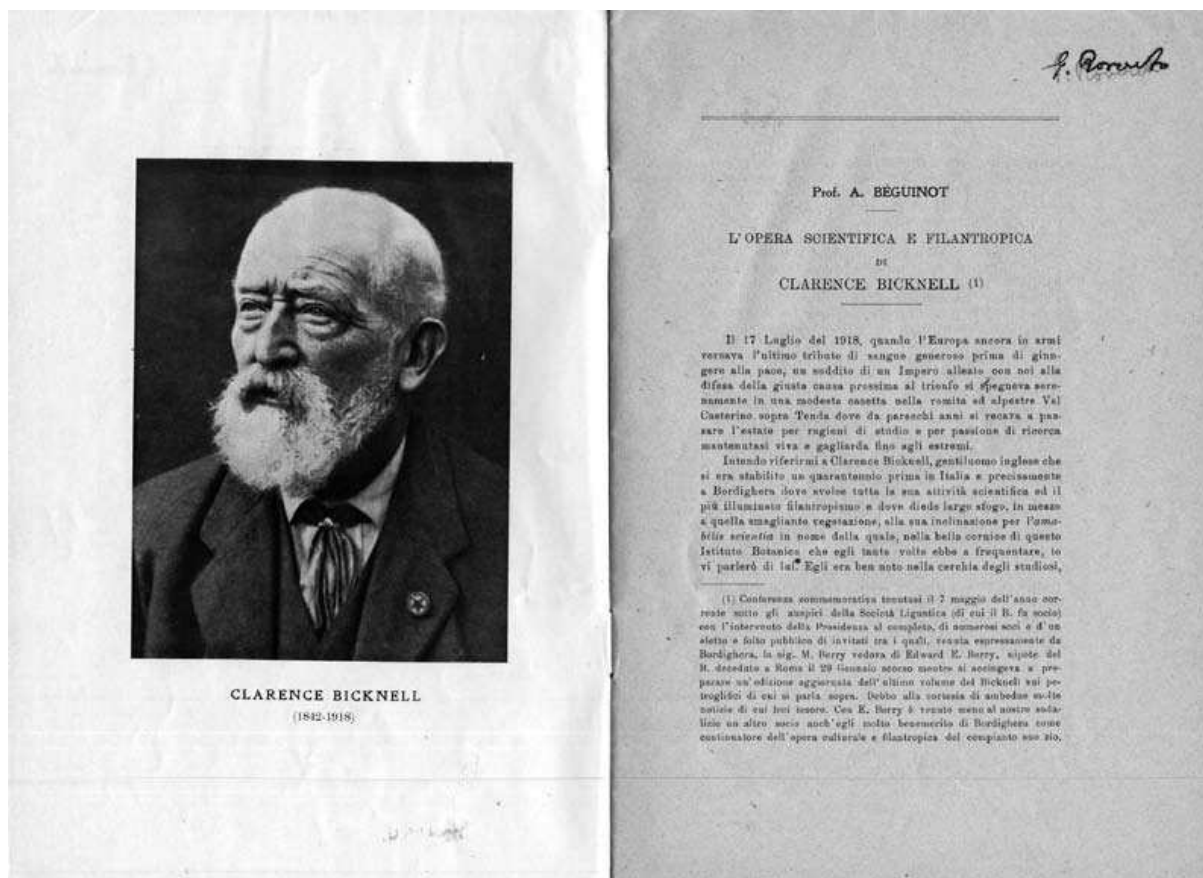 CLARENCE BICKNELL
(1842-1918)
Prof. A. BÉGUINOT
L'OPERA SCIENTIFICA E FILANTROPICA
DI
CLARENCE BICKNELL (1)
Il 17 Luglio del 1918, quando l'Europa ancora in armi
versava l'ultimo tributo di sangue generoso prima di giun-
gere alla pace, un suddito di un Impero alleato con noi alla
difesa della giusta causa prossima al trionfo si spegneva sere-
namente in una modesta casetta nella romita ed alpestre Val
Casterino sopra Tenda dove da parecchi anni si recava a pas-
sare l'estate per ragioni di studio e per passione di ricerca
mantenutasi viva e gagliarda fino agli estremi.
Intendo riferirmi a Clarence Bicknell, gentiluomo inglese che
si era stabilito un quarantennio prima in Italia e precisamente
a Bordighera dove svolse tutta la sua attività scientifica ed il
più illuminato filantropismo e dove diede largo sfogo, in mezzo
a quella smagliante vegetazione, alla sua inclinazione per l'ama-
bilis scientia in nome della quale, nella bella cornice di questo
Istituto Botanico che egli tante volte ebbe a frequentare, io
vi parlerò di lui. Egli era ben noto nella cerchia degli studiosi,
(1) Conferenza commemorativa tenutasi il 7 maggio dell'anno cor-
rente sotto gli auspici della Società Ligustica (di cui il B. fu socio)
con l'intervento della Presidenza al completo, di numerosi soci e d'un
eletto e folto pubblico di invitati tra i quali, venuta espressamente da
Bordighera, la sig. M. Berry vedova di Edward E. Berry, nipote del
B. deceduto a Roma il 29 Gennaio scorso mentre si accingeva a pre-
parare un'edizione aggiornata dell'ultimo volume del Bicknell sui pe-
troglifici di cui si parla sopra. Debbo alla cortesia di ambedue molte
notizie di cui feci tesoro. Con E. Berry è venuto meno al nostro soda-
lizio un altro socio anch'egli molto benemerito di Bordighera come
continuatore dell'opera culturale e filantropica del compianto suo zio,